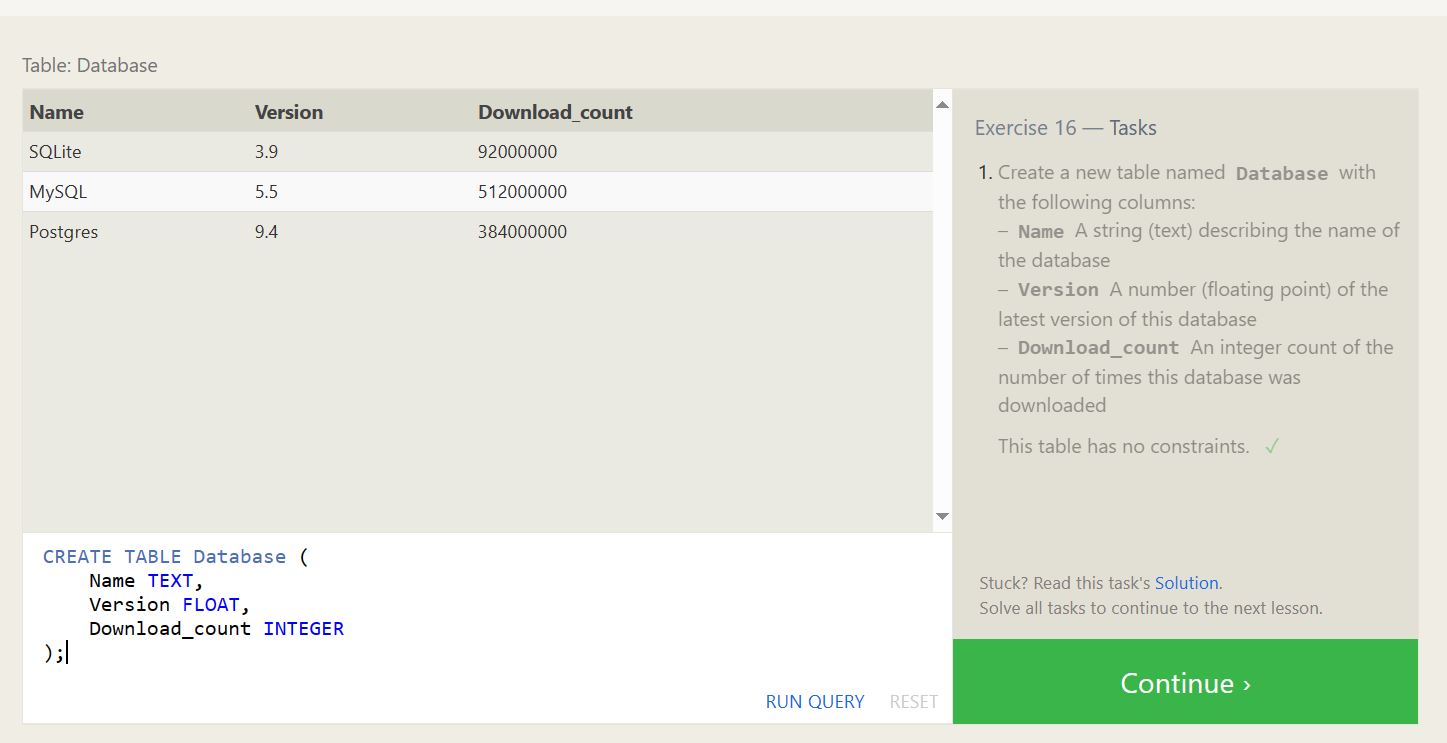 Table: Database
Name Version Download_count
SQLite 3.9 92000000
MySQL 5.5 512000000
Postgres 9.4 384000000
CREATE TABLE Database (
    Name TEXT,
    Version FLOAT,
    Download_count INTEGER
);
RUN QUERY RESET
Exercise 16 — Tasks
1. Create a new table named Database with
the following columns:
– Name A string (text) describing the name of
the database
– Version A number (floating point) of the
latest version of this database
– Download_count An integer count of the
number of times this database was
downloaded
This table has no constraints. ✓
Stuck? Read this task's Solution.
Solve all tasks to continue to the next lesson.
Continue ›